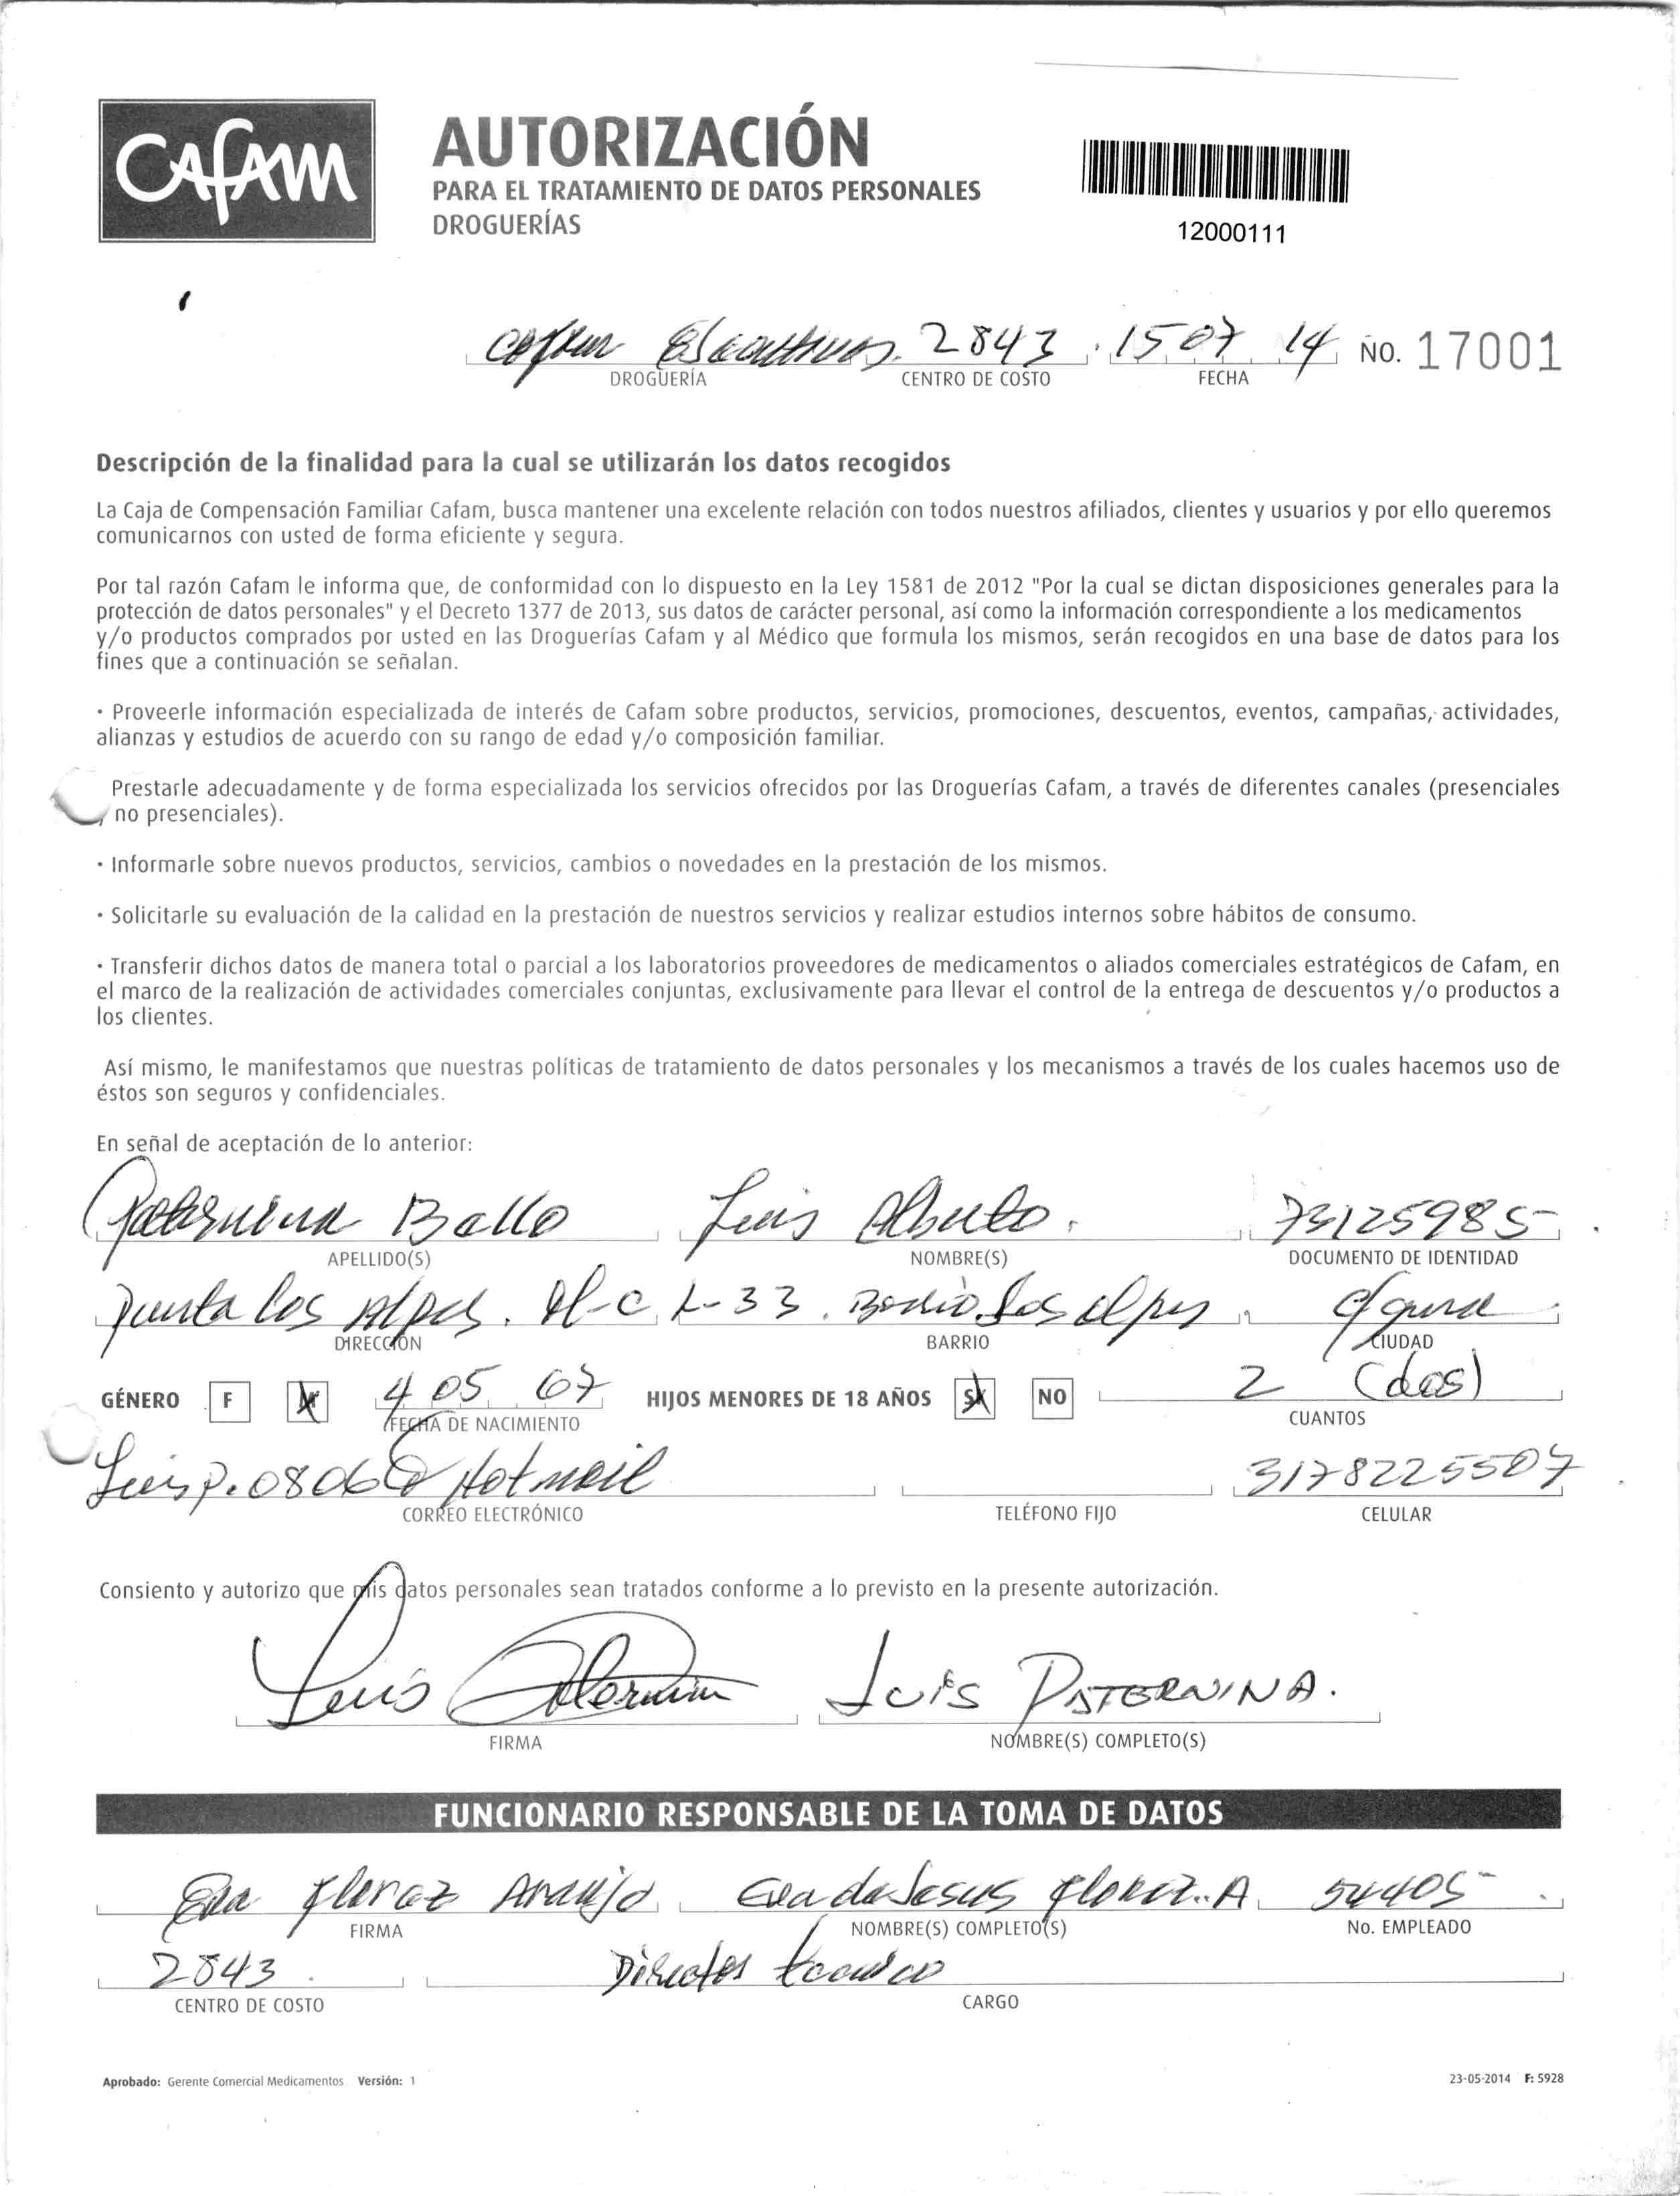 Cafam
AUTORIZACIÓN
PARA EL TRATAMIENTO DE DATOS PERSONALES
DROGUERÍAS
12000111
Cafam Ejecutivos. 2843 . 15 07 14 No. 17001
DROGUERÍA CENTRO DE COSTO FECHA
Descripción de la finalidad para la cual se utilizarán los datos recogidos
La Caja de Compensación Familiar Cafam, busca mantener una excelente relación con todos nuestros afiliados, clientes y usuarios y por ello queremos
comunicarnos con usted de forma eficiente y segura.
Por tal razón Cafam le informa que, de conformidad con lo dispuesto en la Ley 1581 de 2012 "Por la cual se dictan disposiciones generales para la
protección de datos personales" y el Decreto 1377 de 2013, sus datos de carácter personal, así como la información correspondiente a los medicamentos
y/o productos comprados por usted en las Droguerías Cafam y al Médico que formula los mismos, serán recogidos en una base de datos para los
fines que a continuación se señalan.
• Proveerle información especializada de interés de Cafam sobre productos, servicios, promociones, descuentos, eventos, campañas, actividades,
alianzas y estudios de acuerdo con su rango de edad y/o composición familiar.
Prestarle adecuadamente y de forma especializada los servicios ofrecidos por las Droguerías Cafam, a través de diferentes canales (presenciales
no presenciales).
• Informarle sobre nuevos productos, servicios, cambios o novedades en la prestación de los mismos.
• Solicitarle su evaluación de la calidad en la prestación de nuestros servicios y realizar estudios internos sobre hábitos de consumo.
• Transferir dichos datos de manera total o parcial a los laboratorios proveedores de medicamentos o aliados comerciales estratégicos de Cafam, en
el marco de la realización de actividades comerciales conjuntas, exclusivamente para llevar el control de la entrega de descuentos y/o productos a
los clientes.
Así mismo, le manifestamos que nuestras políticas de tratamiento de datos personales y los mecanismos a través de los cuales hacemos uso de
éstos son seguros y confidenciales.
En señal de aceptación de lo anterior:
Paternina Bello Luis Alberto. 73125985
APELLIDO(S) NOMBRE(S) DOCUMENTO DE IDENTIDAD
punta los Alpes. M-C L-33. Barrio los alpes
DIRECCIÓN BARRIO CIUDAD
GÉNERO F M 4 05 67 HIJOS MENORES DE 18 AÑOS SI NO 2 (dos)
FECHA DE NACIMIENTO CUANTOS
Luisp.0806@Hotmail 3178225507
CORREO ELECTRÓNICO TELÉFONO FIJO CELULAR
Consiento y autorizo que mis datos personales sean tratados conforme a lo previsto en la presente autorización.
Luis Paternina LUIS PATERNINA.
FIRMA NOMBRE(S) COMPLETO(S)
FUNCIONARIO RESPONSABLE DE LA TOMA DE DATOS
Eva florez Araujo Eva de Jesus florez.A 54405
FIRMA NOMBRE(S) COMPLETO(S) No. EMPLEADO
2843 Director tecnico
CENTRO DE COSTO CARGO
Aprobado: Gerente Comercial Medicamentos Versión: 1 23-05-2014 F: 5928